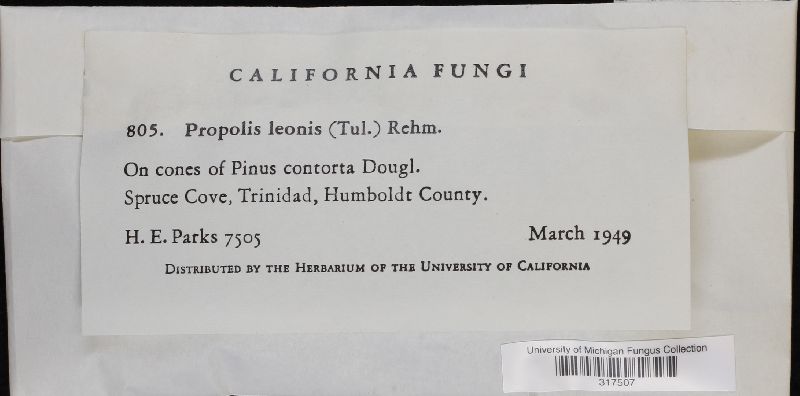 CALIFORNIA FUNGI
805. Propolis leonis (Tul.) Rehm.
On cones of Pinus contorta Dougl.
Spruce Cove, Trinidad, Humboldt County.
H. E. Parks 7505 March 1949
Distributed by the Herbarium of the University of California
University of Michigan Fungus Collection
317507